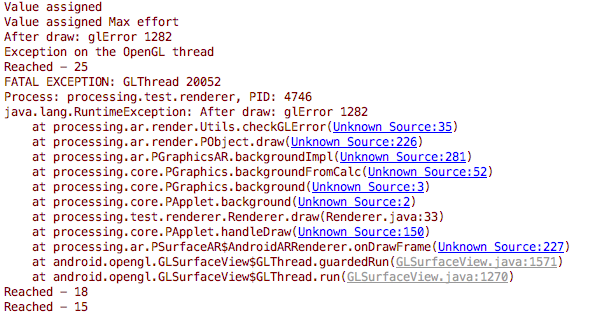 Value assigned
Value assigned Max effort
After draw: glError 1282
Exception on the OpenGL thread
Reached - 25
FATAL EXCEPTION: GLThread 20052
Process: processing.test.renderer, PID: 4746
java.lang.RuntimeException: After draw: glError 1282
at processing.ar.render.Utils.checkGLError(Unknown Source:35)
at processing.ar.render.PObject.draw(Unknown Source:226)
at processing.ar.PGraphicsAR.backgroundImpl(Unknown Source:281)
at processing.core.PGraphics.backgroundFromCalc(Unknown Source:52)
at processing.core.PGraphics.background(Unknown Source:3)
at processing.core.PApplet.background(Unknown Source:2)
at processing.test.renderer.Renderer.draw(Renderer.java:33)
at processing.core.PApplet.handleDraw(Unknown Source:150)
at processing.ar.PSurfaceAR$AndroidARRenderer.onDrawFrame(Unknown Source:227)
at android.opengl.GLSurfaceView$GLThread.guardedRun(GLSurfaceView.java:1571)
at android.opengl.GLSurfaceView$GLThread.run(GLSurfaceView.java:1270)
Reached - 18
Reached - 15